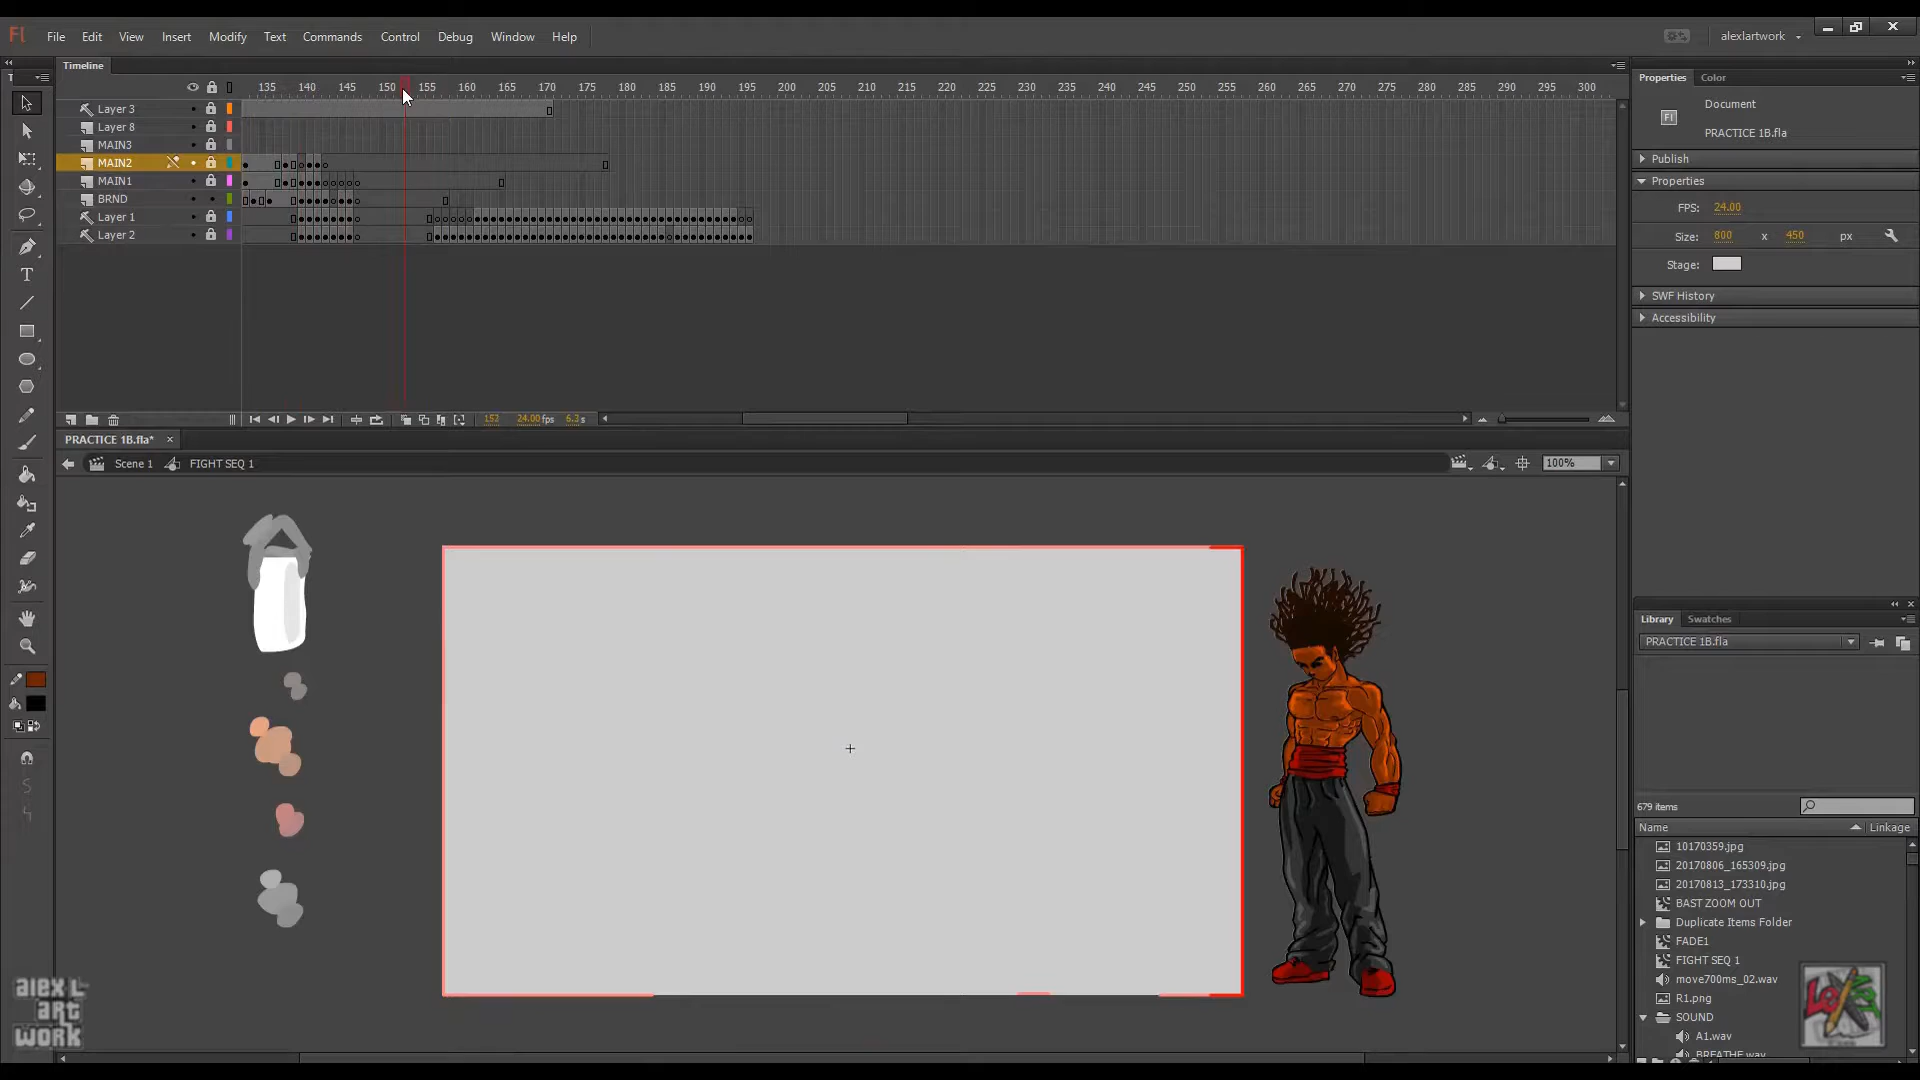 Fl File Edit View Insert Modify Text Commands Control Debug Window Help alexlartwork
Timeline
135 140 145 150 155 160 165 170 175 180 185 190 195 200 205 210 215 220 225 230 235 240 245 250 255 260 265 270 275 280 285 290 295 300
Layer 3
Layer 8
MAIN3
MAIN2
MAIN1
BRND
Layer 1
Layer 2
152 24.00 fps 6.3 s
PRACTICE 1B.fla* ×
Scene 1 FIGHT SEQ 1 100%
Properties Color
Document
Fl
PRACTICE 1B.fla
Publish
Properties
FPS: 24.00
Size: 800 x 450 px
Stage:
SWF History
Accessibility
Library Swatches
PRACTICE 1B.fla
679 items
Name Linkage
10170359.jpg
20170806_165309.jpg
20170813_173310.jpg
BAST ZOOM OUT
Duplicate Items Folder
FADE1
FIGHT SEQ 1
move700ms_02.wav
R1.png
SOUND
A1.wav
BREATHE.wav
alex L
art
work